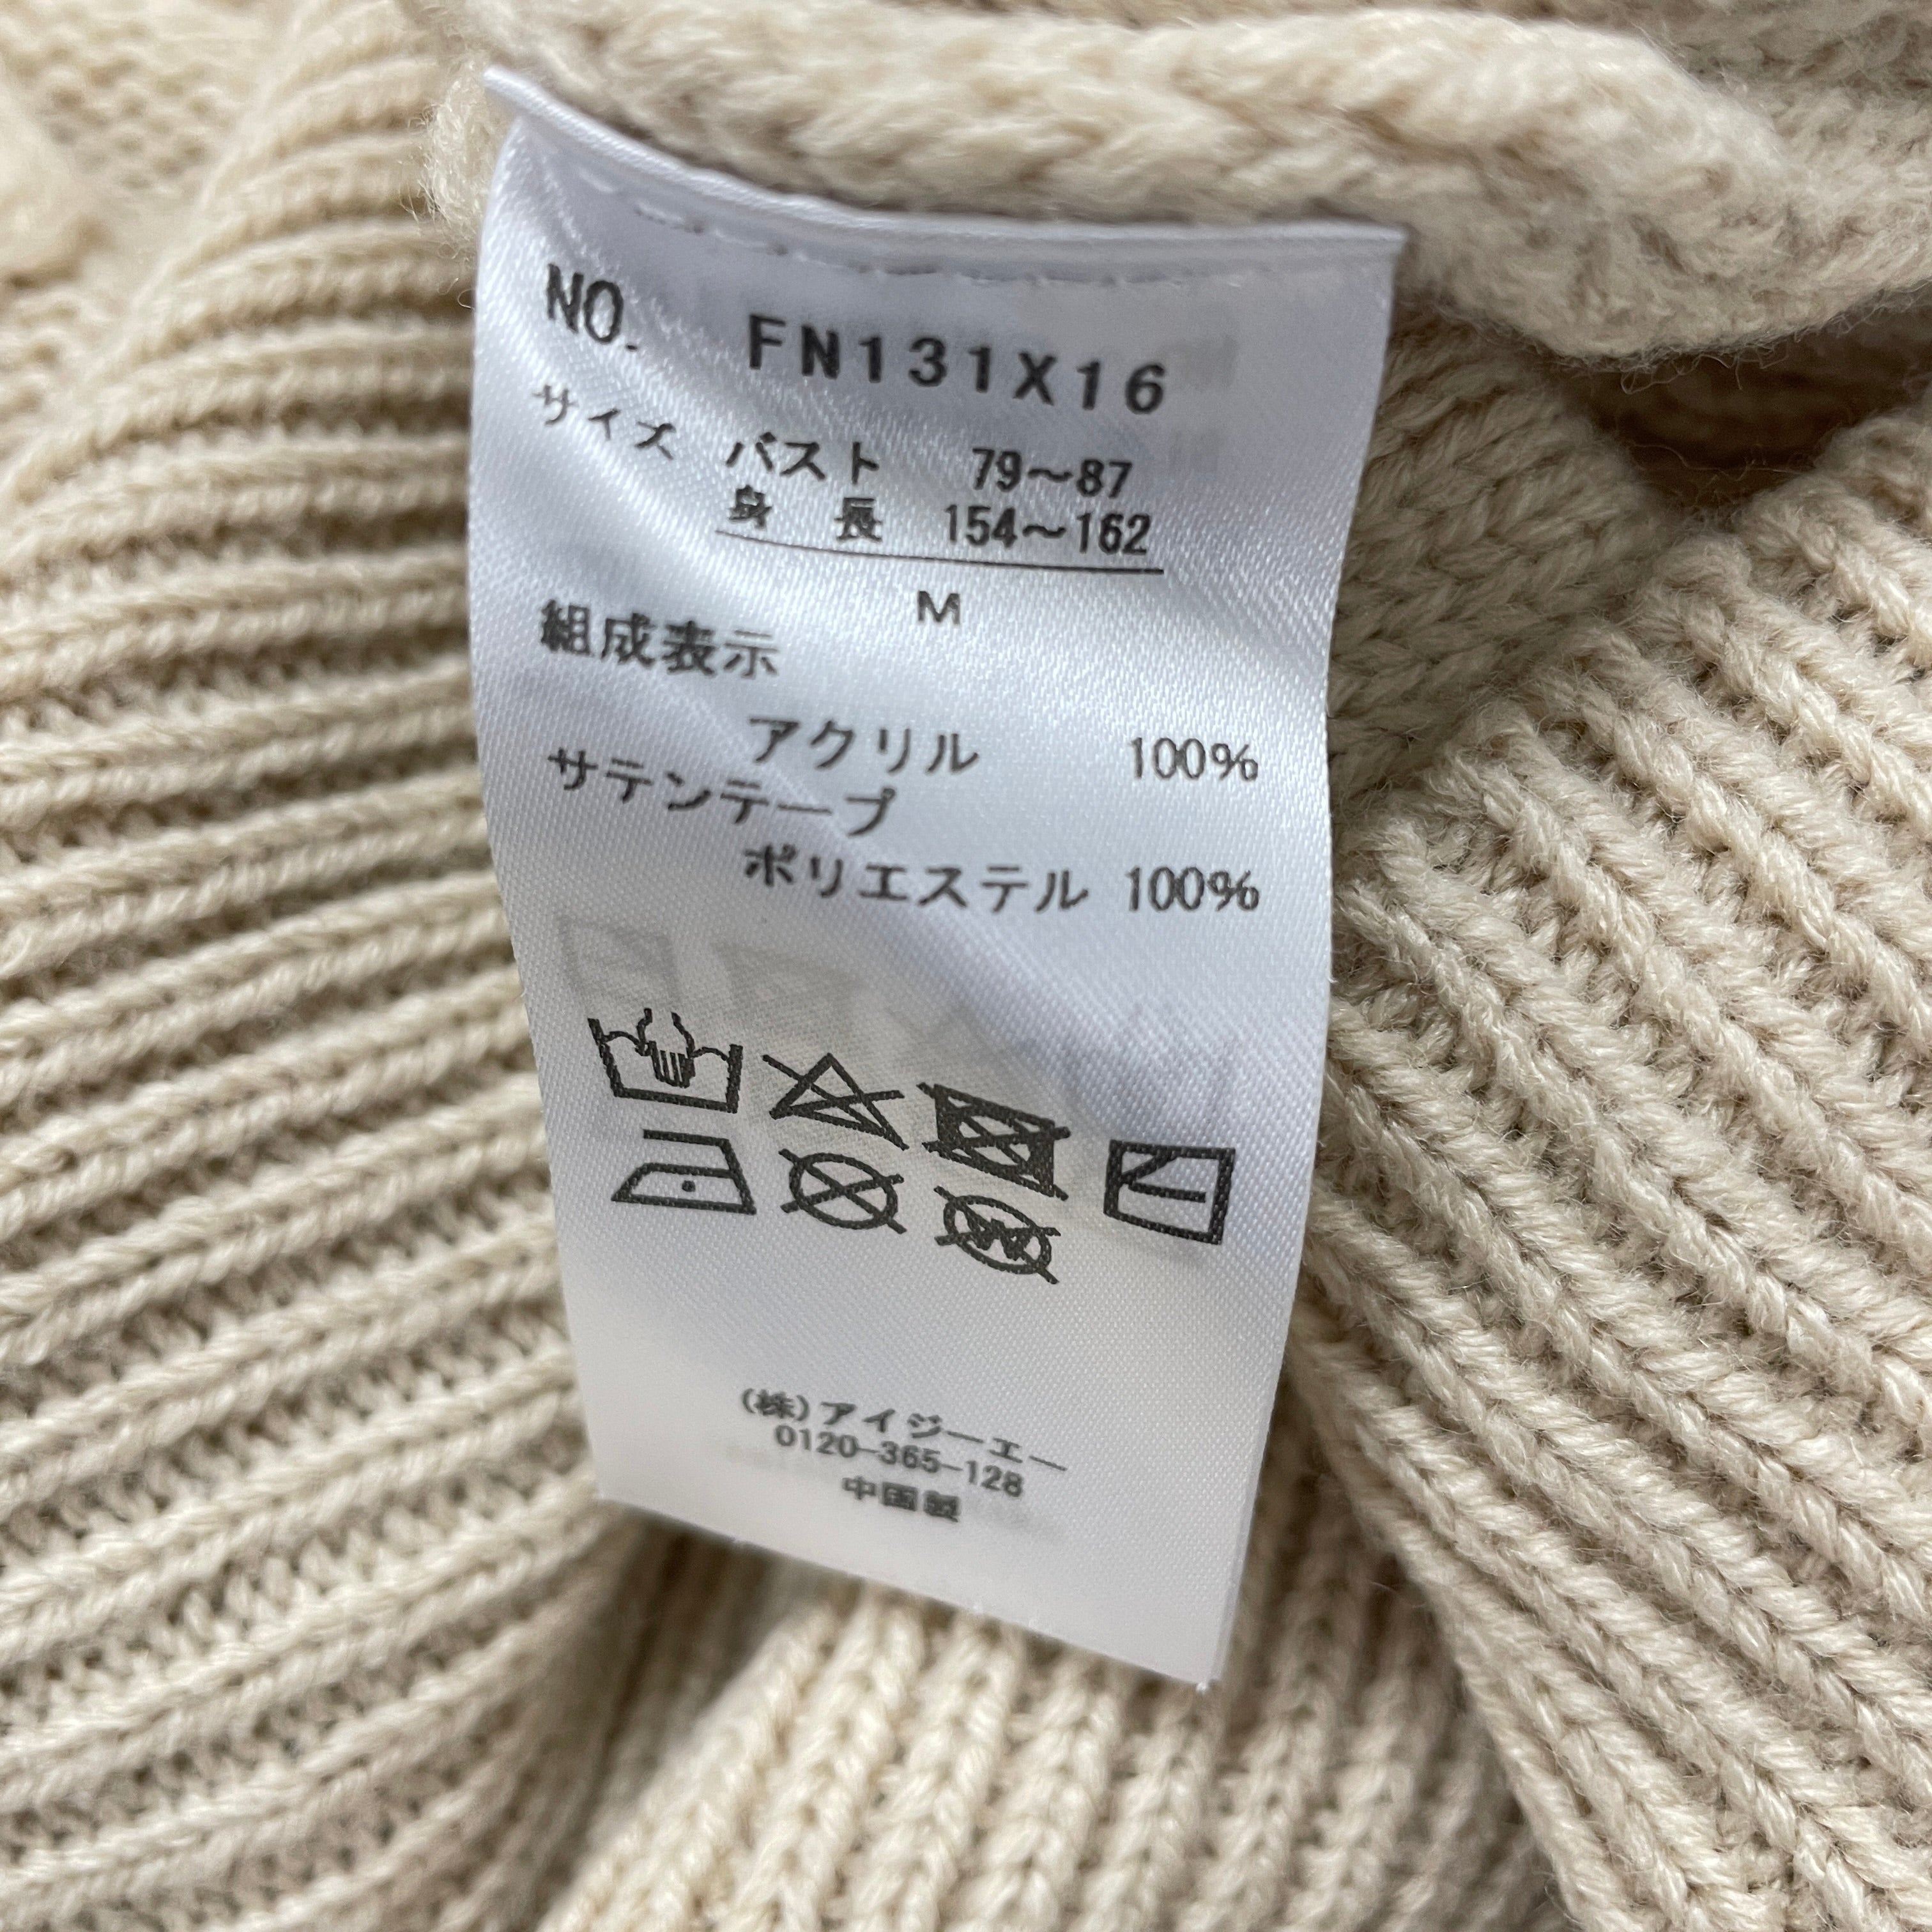 NO. FN131X16
サイズ バスト 79〜87
身 長 154〜162
M
組成表示
アクリル 100%
サテンテープ
ポリエステル 100%
(株)アイジーエー
0120-365-128
中国製